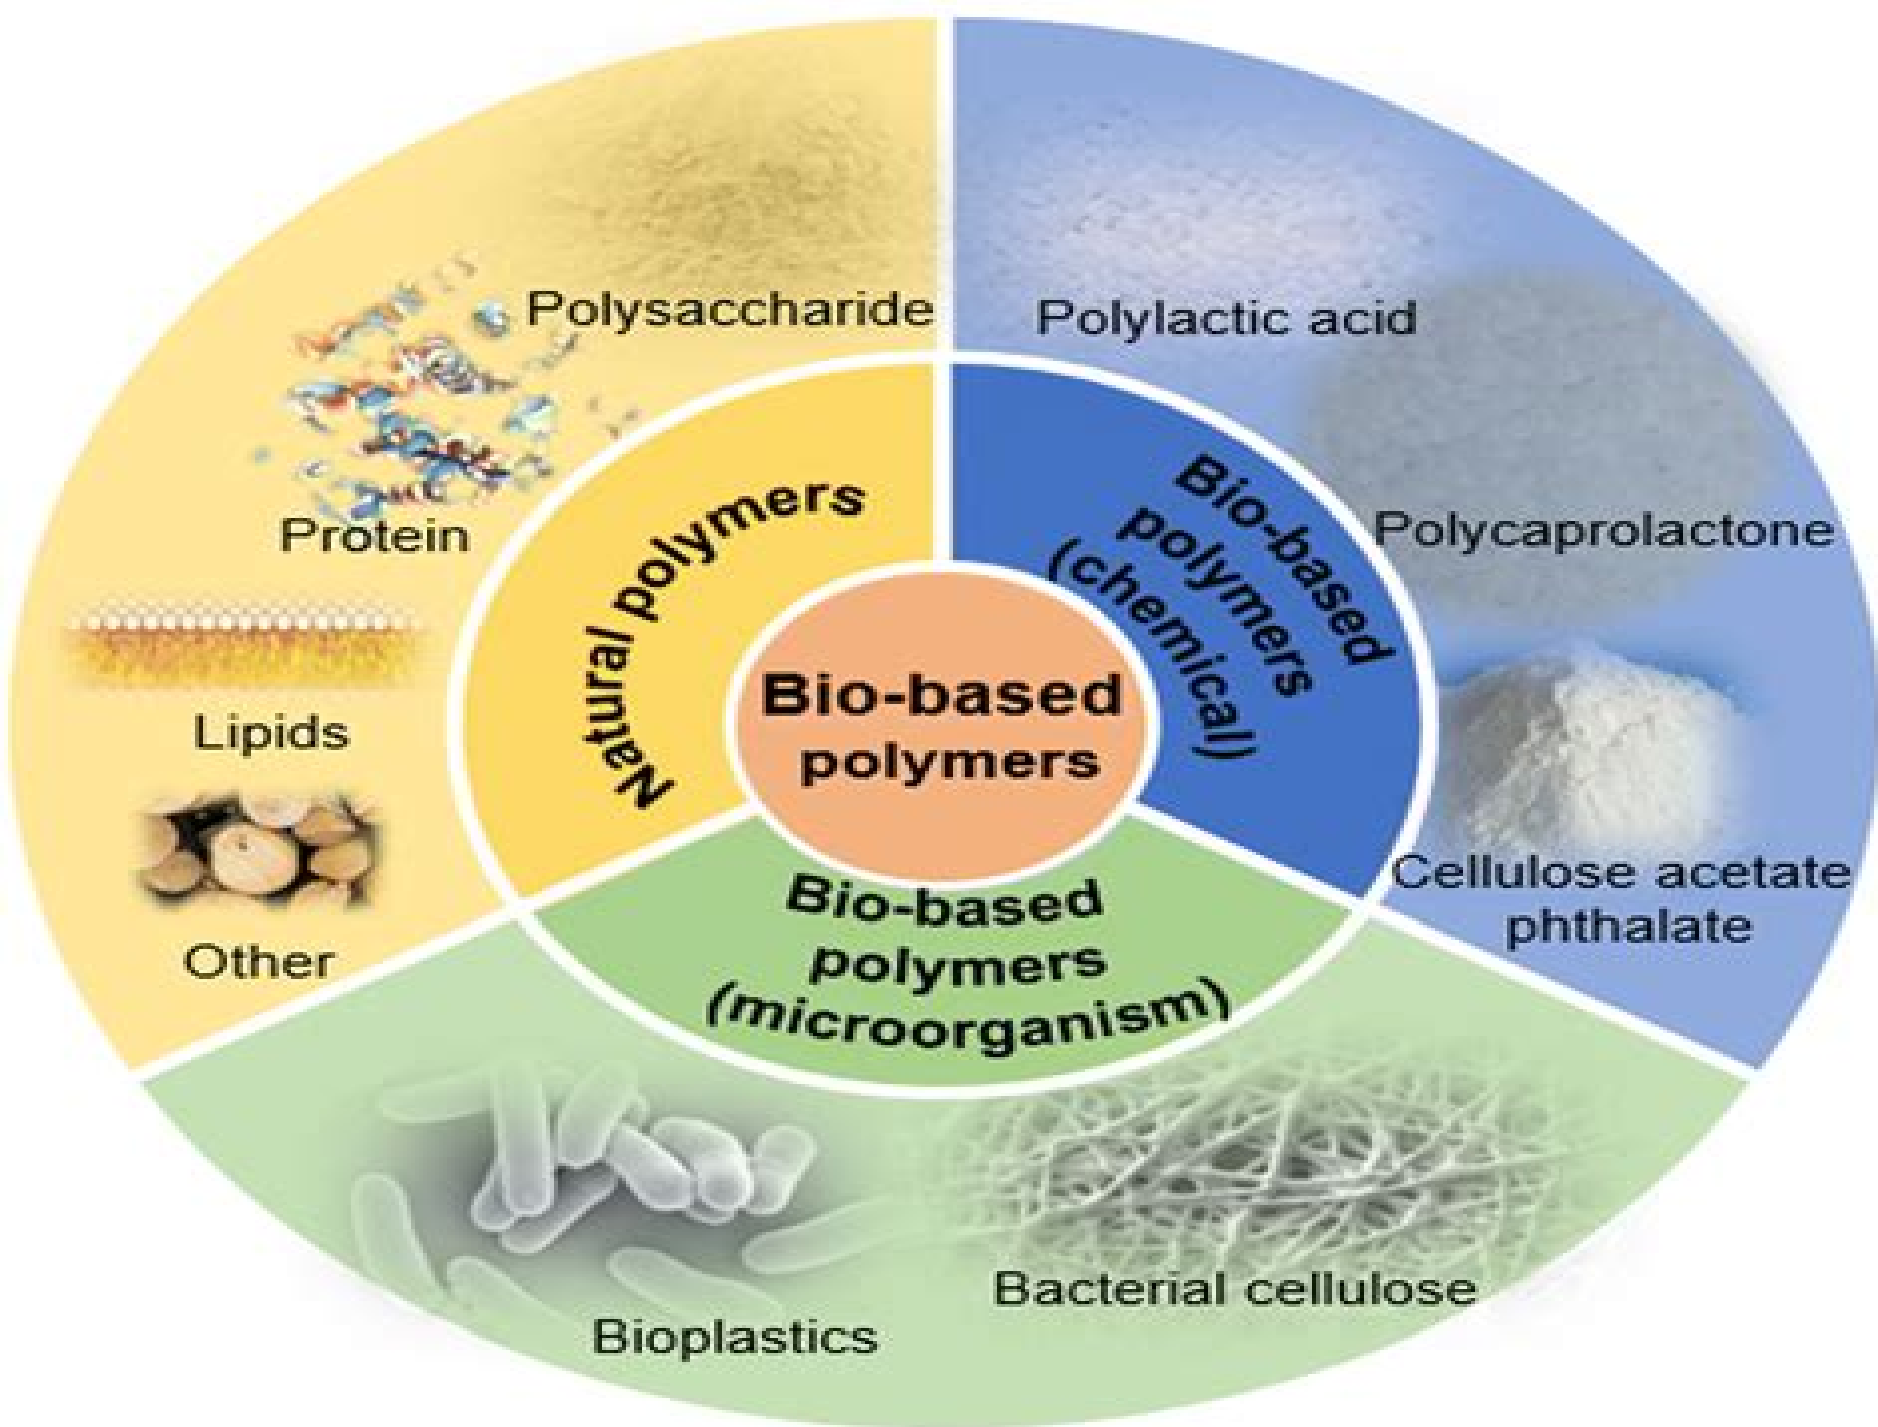 Polysaccharide
Protein
Lipids
Other
Natural polymers
Polylactic acid
Polycaprolactone
Cellulose acetate
phthalate
Bio-based
polymers
(chemical)
Bio-based
polymers
Bio-based
polymers
(microorganism)
Bioplastics
Bacterial cellulose